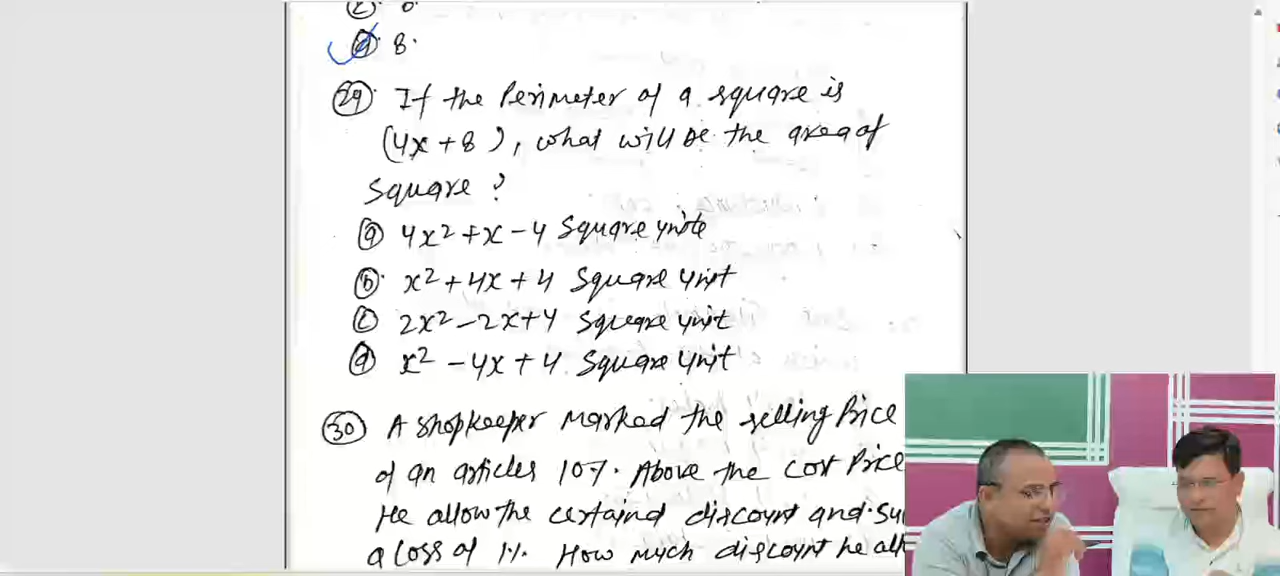 (c) 6.
(d) 8.
(29) If the Perimeter of a square is
(4x+8), what will be the area of
square ?
(a) 4x² + x - 4 Square unite
(b) x² + 4x + 4 Square unit
(c) 2x² - 2x + 4 Square unit
(d) x² - 4x + 4 Square unit
(30) A shopkeeper marked the selling Price
of an articles 10%. Above the cost Price
He allow the certaind discount and su
a loss of 1%. How much discount he all